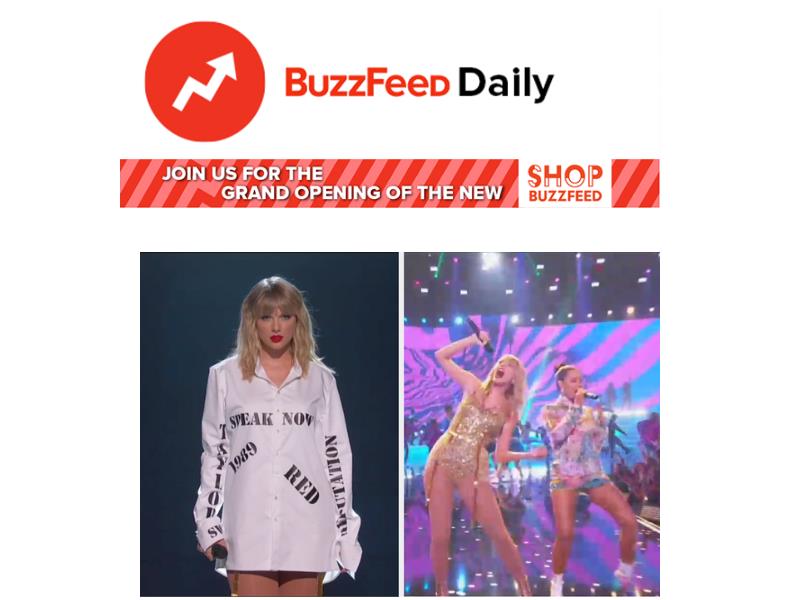 BuzzFeed Daily
JOIN US FOR THE
GRAND OPENING OF THE NEW
SHOP
BUZZFEED
SPEAK NOW
1989
RED
REPUTATION
TAYLOR
SW